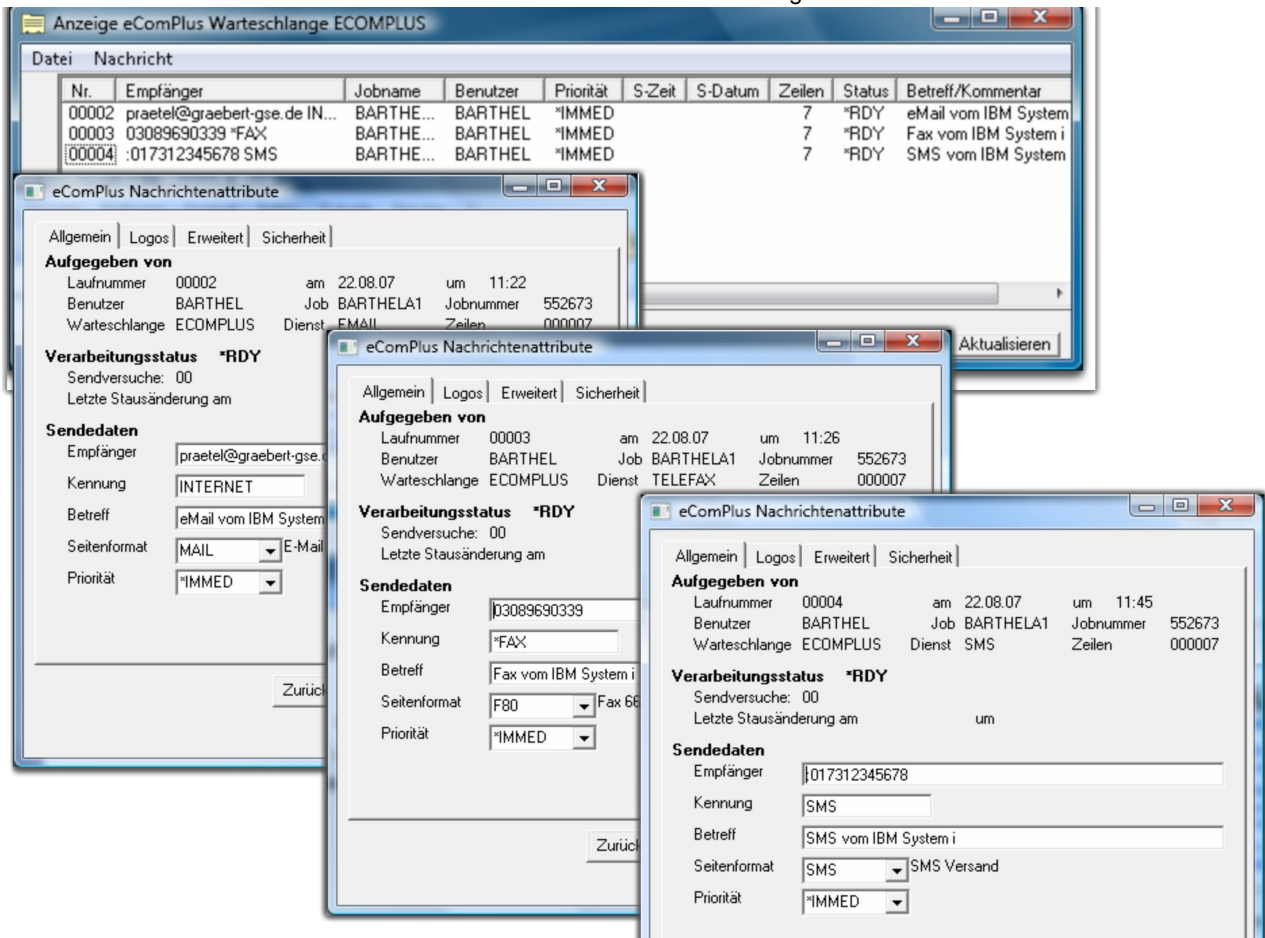 Anzeige eComPlus Warteschlange ECOMPLUS
Datei Nachricht
Nr. Empfänger Jobname Benutzer Priorität S-Zeit S-Datum Zeilen Status Betreff/Kommentar
00002 praetel@graebert-gse.de IN... BARTHE... BARTHEL *IMMED 7 *RDY eMail vom IBM System
00003 03089690339 *FAX BARTHE... BARTHEL *IMMED 7 *RDY Fax vom IBM System i
00004 :017312345678 SMS BARTHE... BARTHEL *IMMED 7 *RDY SMS vom IBM System
Aktualisieren
eComPlus Nachrichtenattribute
Allgemein Logos Erweitert Sicherheit
Aufgegeben von
Laufnummer 00002 am 22.08.07 um 11:22
Benutzer BARTHEL Job BARTHELA1 Jobnummer 552673
Warteschlange ECOMPLUS Dienst EMAIL Zeilen 000007
Verarbeitungsstatus *RDY
Sendversuche: 00
Letzte Stausänderung am
Sendedaten
Empfänger praetel@graebert-gse.
Kennung INTERNET
Betreff eMail vom IBM System
Seitenformat MAIL E-Mail
Priorität *IMMED
Zurück
eComPlus Nachrichtenattribute
Allgemein Logos Erweitert Sicherheit
Aufgegeben von
Laufnummer 00003 am 22.08.07 um 11:26
Benutzer BARTHEL Job BARTHELA1 Jobnummer 552673
Warteschlange ECOMPLUS Dienst TELEFAX Zeilen 000007
Verarbeitungsstatus *RDY
Sendversuche: 00
Letzte Stausänderung am
Sendedaten
Empfänger 03089690339
Kennung *FAX
Betreff Fax vom IBM System i
Seitenformat F80 Fax 66
Priorität *IMMED
Zurück
eComPlus Nachrichtenattribute
Allgemein Logos Erweitert Sicherheit
Aufgegeben von
Laufnummer 00004 am 22.08.07 um 11:45
Benutzer BARTHEL Job BARTHELA1 Jobnummer 552673
Warteschlange ECOMPLUS Dienst SMS Zeilen 000007
Verarbeitungsstatus *RDY
Sendversuche: 00
Letzte Stausänderung am um
Sendedaten
Empfänger :017312345678
Kennung SMS
Betreff SMS vom IBM System i
Seitenformat SMS SMS Versand
Priorität *IMMED